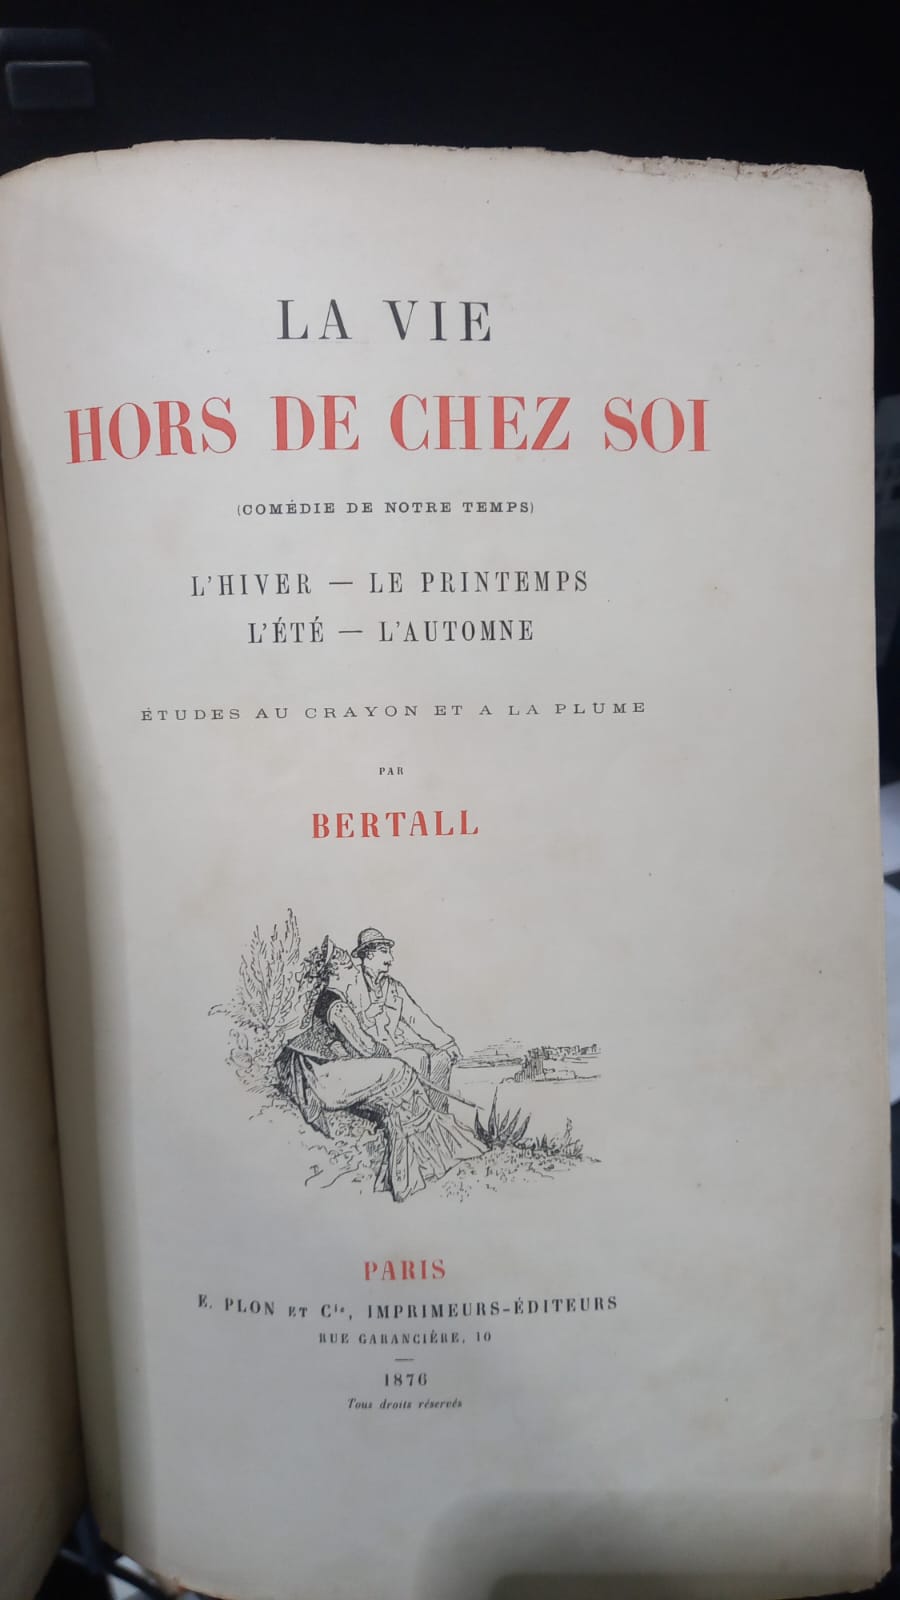 LA VIE
HORS DE CHEZ SOI
(COMÉDIE DE NOTRE TEMPS)
L'HIVER — LE PRINTEMPS
L'ÉTÉ — L'AUTOMNE
ÉTUDES AU CRAYON ET A LA PLUME
PAR
BERTALL
PARIS
E. PLON ET Cie, IMPRIMEURS-ÉDITEURS
RUE GARANCIÈRE, 10
1876
Tous droits réservés